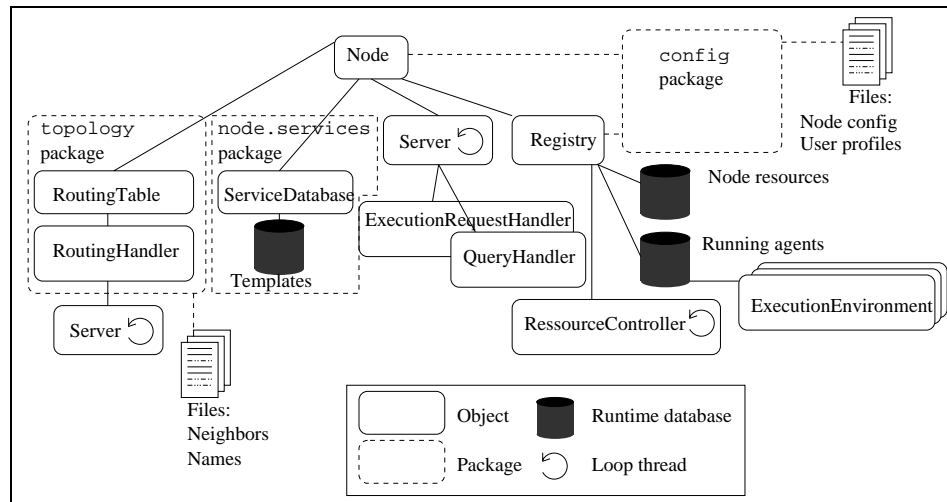 Node
config
package
Files:
Node config
User profiles
topology
package
node.services
package
Server
Registry
RoutingTable
ServiceDatabase
Node resources
ExecutionRequestHandler
RoutingHandler
QueryHandler
Running agents
Templates
ExecutionEnvironment
Server
RessourceController
Files:
Neighbors
Names
Object
Runtime database
Package
Loop thread